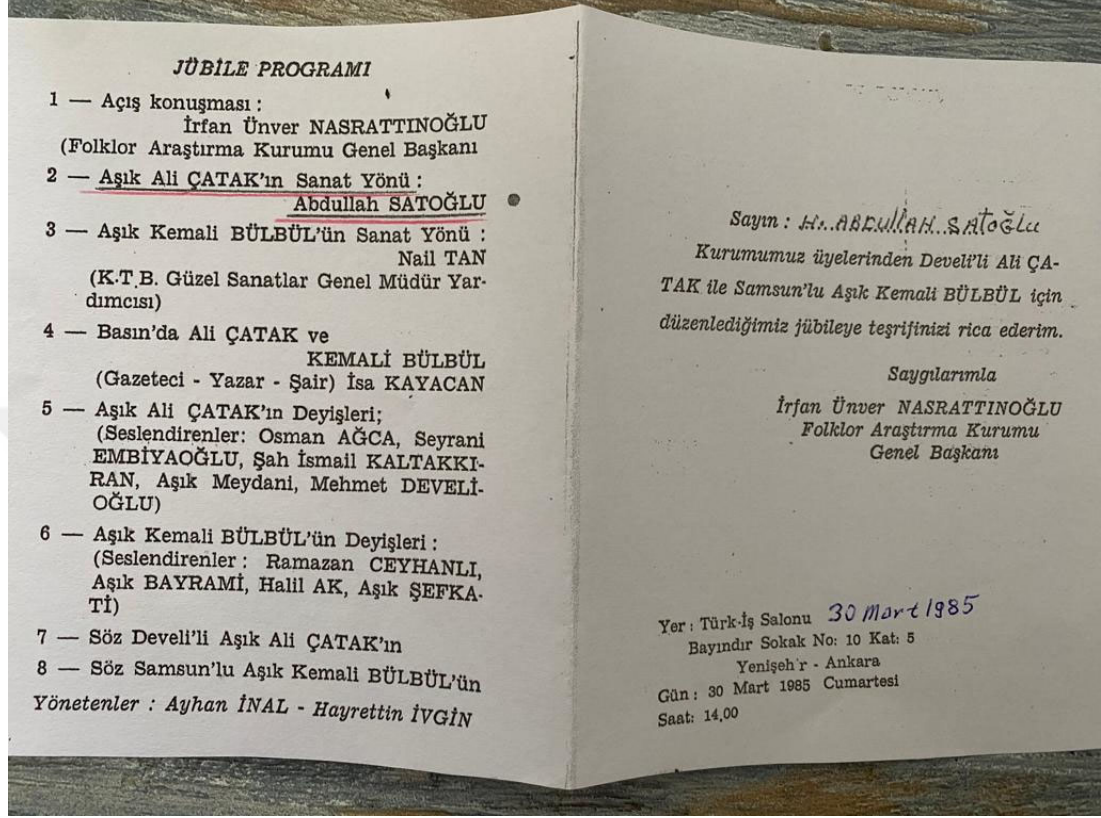 JÜBİLE PROGRAMI
1 — Açış konuşması :
İrfan Ünver NASRATTINOĞLU
(Folklor Araştırma Kurumu Genel Başkanı
2 — Aşık Ali ÇATAK'ın Sanat Yönü :
Abdullah SATOĞLU
3 — Aşık Kemali BÜLBÜL'ün Sanat Yönü :
Nail TAN
(K.T.B. Güzel Sanatlar Genel Müdür Yar-
dımcısı)
4 — Basın'da Ali ÇATAK ve
KEMALİ BÜLBÜL
(Gazeteci - Yazar - Şair) İsa KAYACAN
5 — Aşık Ali ÇATAK'ın Deyişleri;
(Seslendirenler: Osman AĞCA, Seyrani
EMBİYAOĞLU, Şah İsmail KALTAKKI-
RAN, Aşık Meydani, Mehmet DEVELİ-
OĞLU)
6 — Aşık Kemali BÜLBÜL'ün Deyişleri :
(Seslendirenler : Ramazan CEYHANLI,
Aşık BAYRAMİ, Halil AK, Aşık ŞEFKA-
Tİ)
7 — Söz Develi'li Aşık Ali ÇATAK'ın
8 — Söz Samsun'lu Aşık Kemali BÜLBÜL'ün
Yönetenler : Ayhan İNAL - Hayrettin İVGİN
Sayın : H..ABDULLAH..SATOĞLU
Kurumumuz üyelerinden Develi'li Ali ÇA-
TAK ile Samsun'lu Aşık Kemali BÜLBÜL için
düzenlediğimiz jübileye teşrifinizi rica ederim.
Saygılarımla
İrfan Ünver NASRATTINOĞLU
Folklor Araştırma Kurumu
Genel Başkanı
Yer : Türk-İş Salonu 30 Mart 1985
Bayındır Sokak No: 10 Kat: 5
Yenişeh'r - Ankara
Gün : 30 Mart 1985 Cumartesi
Saat: 14,00